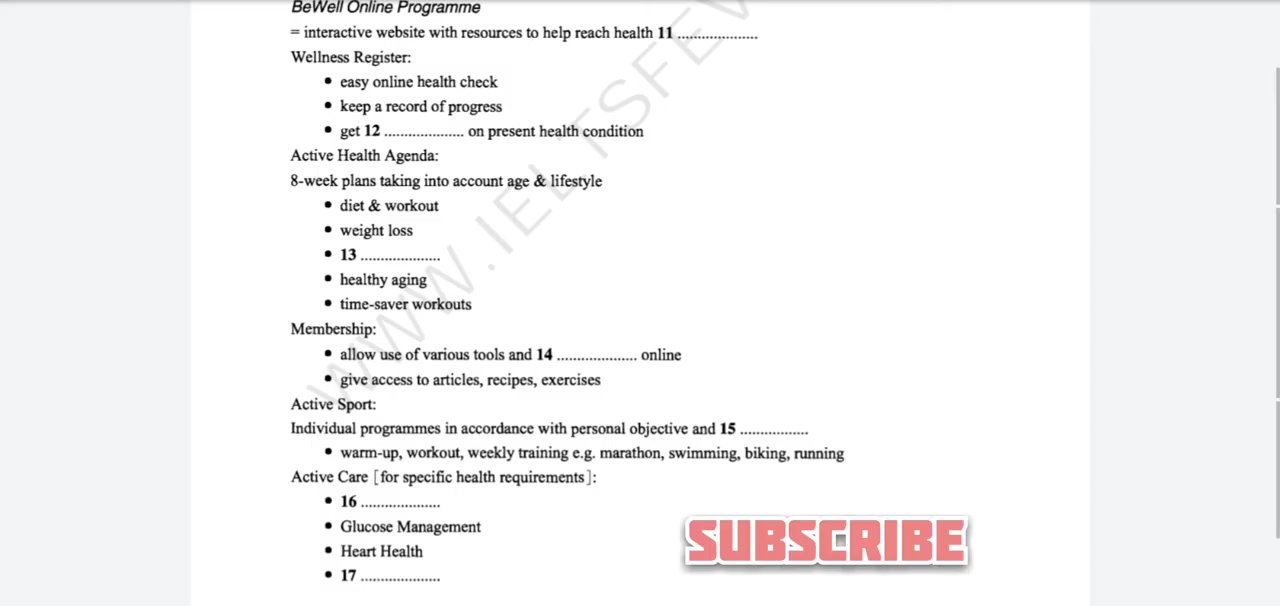 BeWell Online Programme
= interactive website with resources to help reach health 11 ....................
Wellness Register:
• easy online health check
• keep a record of progress
• get 12 .................... on present health condition
Active Health Agenda:
8-week plans taking into account age & lifestyle
• diet & workout
• weight loss
• 13 ....................
• healthy aging
• time-saver workouts
Membership:
• allow use of various tools and 14 .................... online
• give access to articles, recipes, exercises
Active Sport:
Individual programmes in accordance with personal objective and 15 .................
• warm-up, workout, weekly training e.g. marathon, swimming, biking, running
Active Care [for specific health requirements]:
• 16 ....................
• Glucose Management
• Heart Health
• 17 ....................
SUBSCRIBE
WWW.IELTSFEV